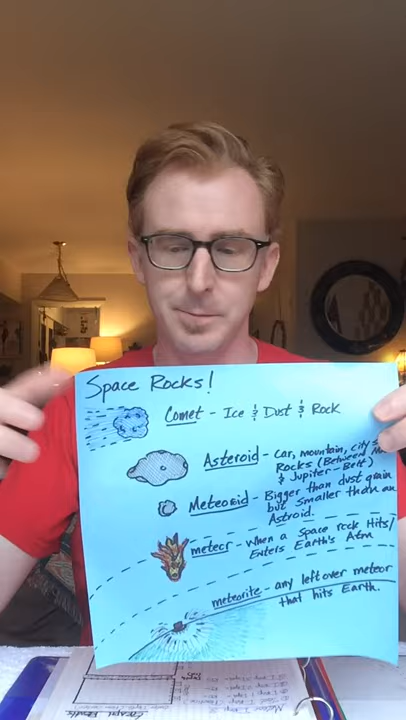 Space Rocks!
Comet - Ice & Dust & Rock
Asteroid - Car, mountain, city s
Rocks (Between M
& Jupiter - Belt)
Meteoroid - Bigger than dust grain
but smaller than an
Astroid.
meteor - When a Space rock Hits/
Enters Earth's Atm
meteorite - any left over meteor
that hits Earth.